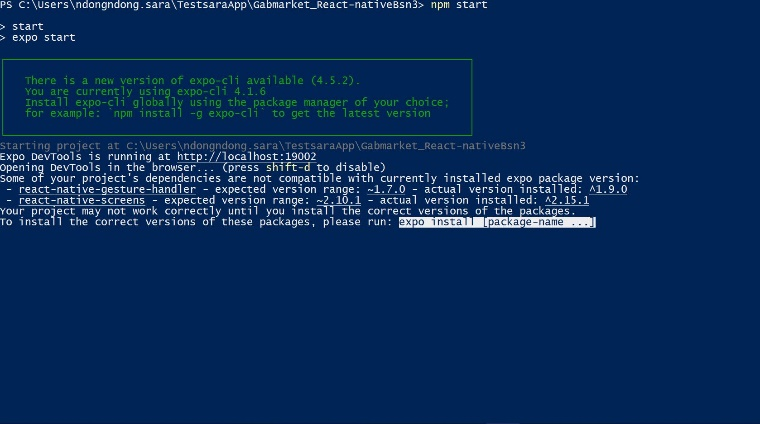 PS C:\Users\ndongndong.sara\TestsaraApp\Gabmarket_React-nativeBsn3> npm start
> start
> expo start
There is a new version of expo-cli available (4.5.2).
You are currently using expo-cli 4.1.6
Install expo-cli globally using the package manager of your choice;
for example: `npm install -g expo-cli` to get the latest version
Starting project at C:\Users\ndongndong.sara\TestsaraApp\Gabmarket_React-nativeBsn3
Expo DevTools is running at http://localhost:19002
Opening DevTools in the browser... (press shift-d to disable)
Some of your project's dependencies are not compatible with currently installed expo package version:
- react-native-gesture-handler - expected version range: ~1.7.0 - actual version installed: ^1.9.0
- react-native-screens - expected version range: ~2.10.1 - actual version installed: ^2.15.1
Your project may not work correctly until you install the correct versions of the packages.
To install the correct versions of these packages, please run: expo install [package-name ...]